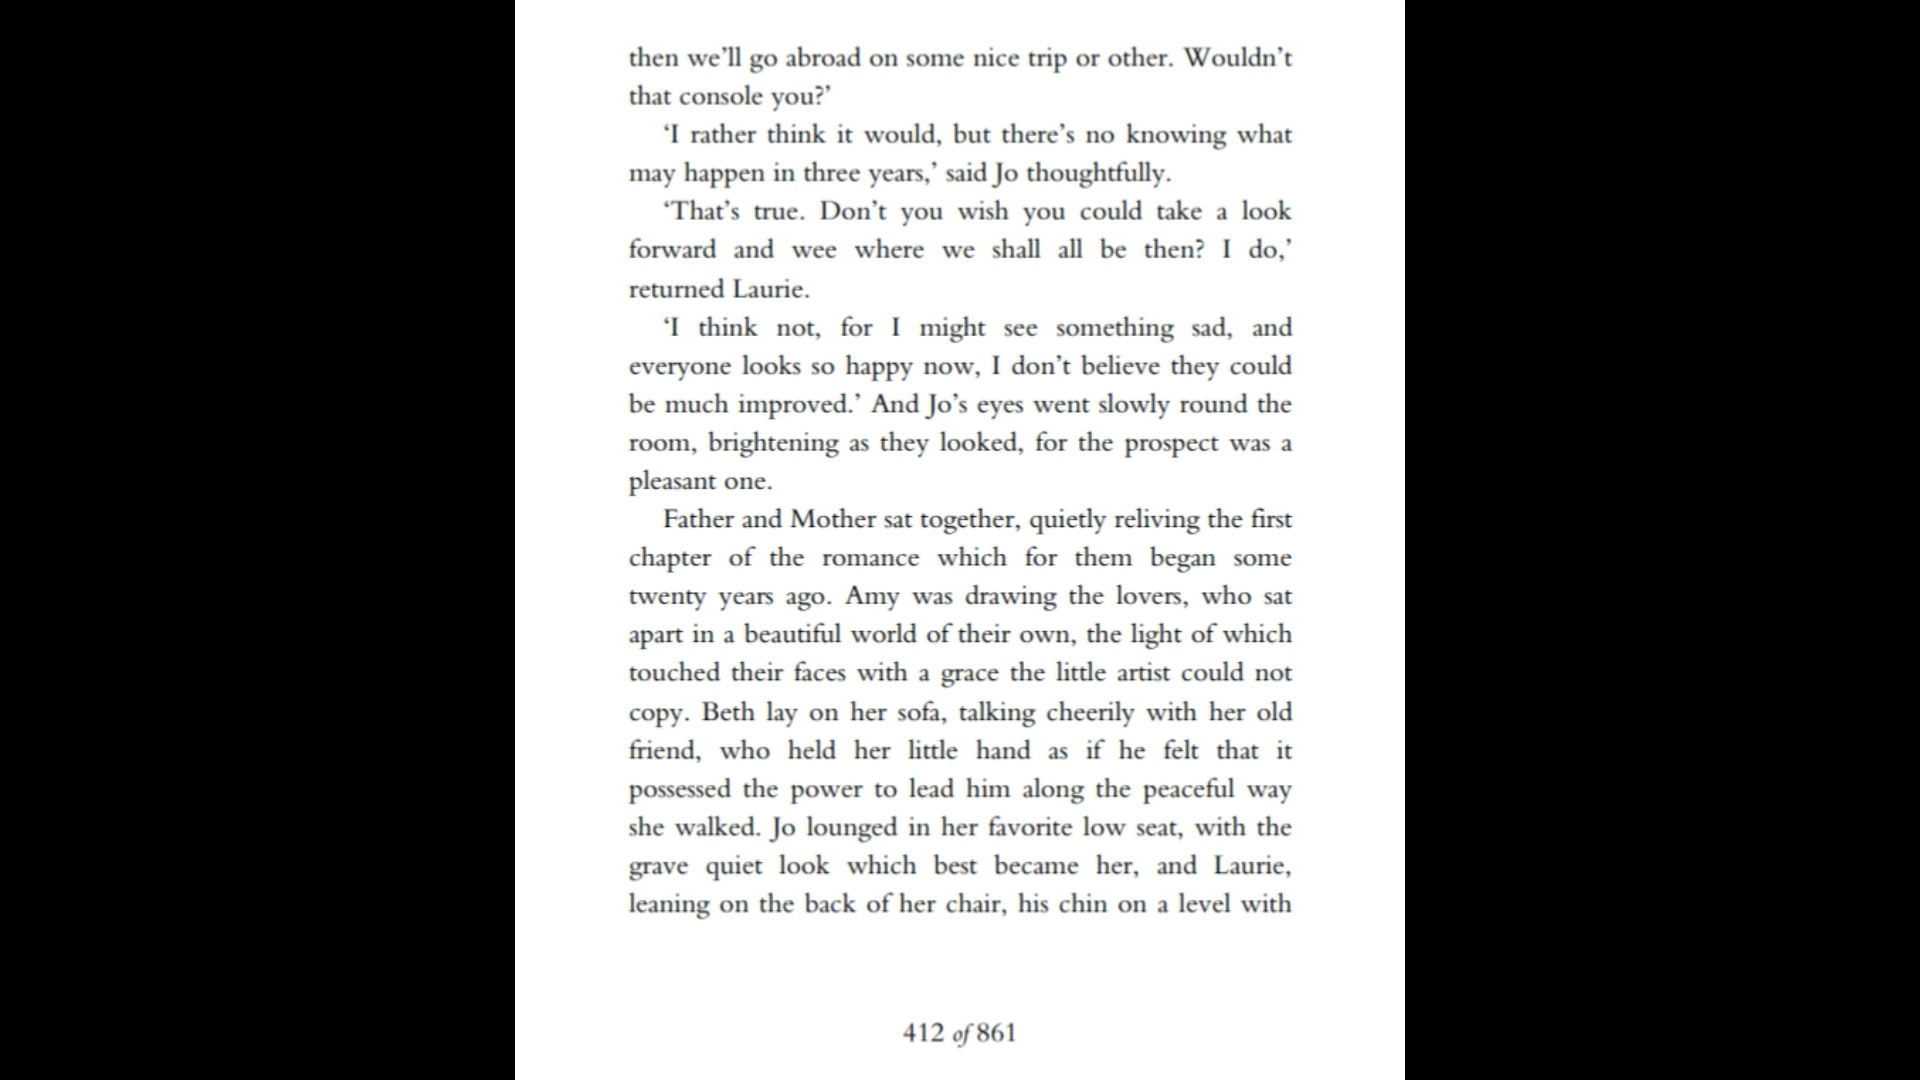 then we’ll go abroad on some nice trip or other. Wouldn’t
that console you?’
‘I rather think it would, but there’s no knowing what
may happen in three years,’ said Jo thoughtfully.
‘That’s true. Don’t you wish you could take a look
forward and wee where we shall all be then? I do,’
returned Laurie.
‘I think not, for I might see something sad, and
everyone looks so happy now, I don’t believe they could
be much improved.’ And Jo’s eyes went slowly round the
room, brightening as they looked, for the prospect was a
pleasant one.
Father and Mother sat together, quietly reliving the first
chapter of the romance which for them began some
twenty years ago. Amy was drawing the lovers, who sat
apart in a beautiful world of their own, the light of which
touched their faces with a grace the little artist could not
copy. Beth lay on her sofa, talking cheerily with her old
friend, who held her little hand as if he felt that it
possessed the power to lead him along the peaceful way
she walked. Jo lounged in her favorite low seat, with the
grave quiet look which best became her, and Laurie,
leaning on the back of her chair, his chin on a level with
412 of 861